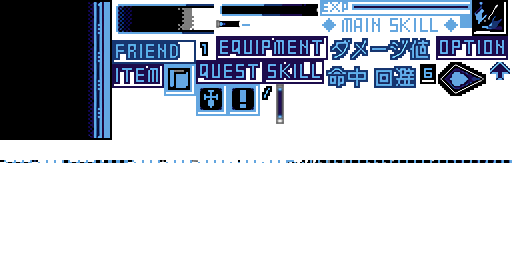 EXP
MAIN SKILL
FRIEND 1 EQUIPMENT ダメージ値 OPTION
ITEM QUEST SKILL 命中 回避 6
!